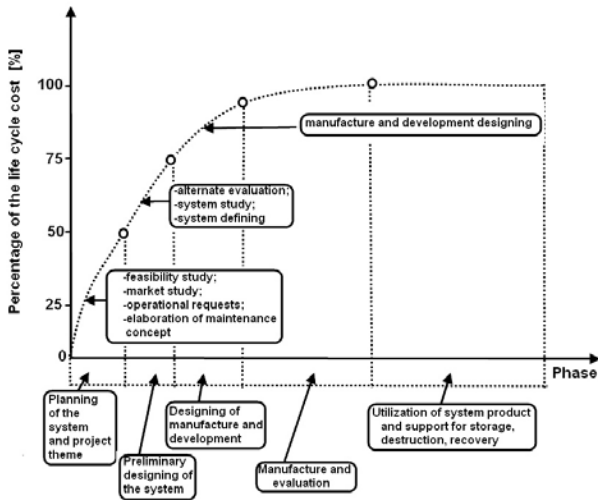 Percentage of the life cycle cost [%]
100
75
50
25
0
manufacture and development designing
-alternate evaluation;
-system study;
-system defining
-feasibility study;
-market study;
-operational requests;
-elaboration of maintenance
concept
Phase
Planning
of the
system
and project
theme
Preliminary
designing of
the system
Designing of
manufacture and
development
Manufacture and
evaluation
Utilization of system product
and support for storage,
destruction, recovery